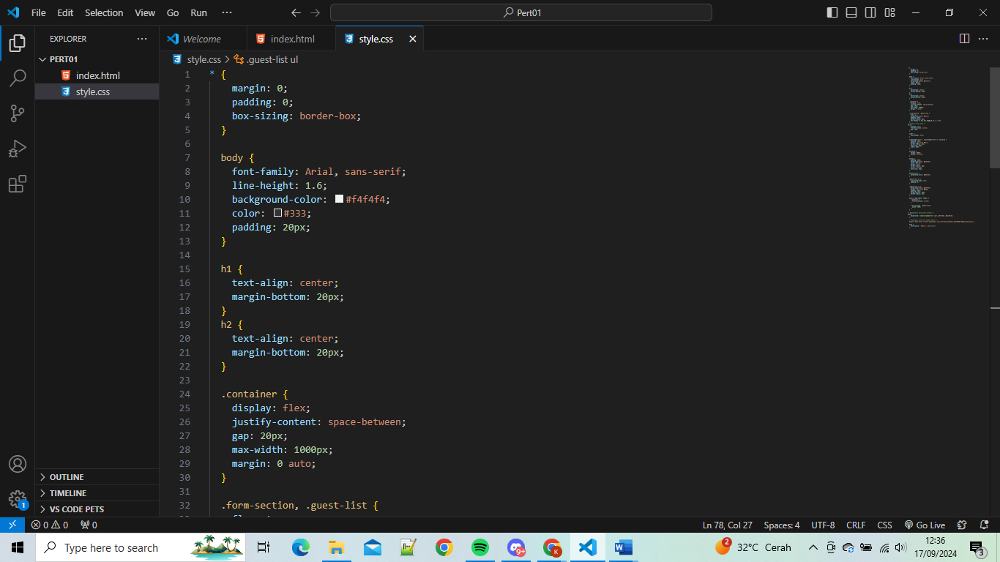 File Edit Selection View Go Run ··· Pert01
EXPLORER ···
PERT01
index.html
style.css
OUTLINE
TIMELINE
VS CODE PETS
1
Welcome index.html style.css
style.css > .guest-list ul
1 * {
2 margin: 0;
3 padding: 0;
4 box-sizing: border-box;
5 }
6
7 body {
8 font-family: Arial, sans-serif;
9 line-height: 1.6;
10 background-color: #f4f4f4;
11 color: #333;
12 padding: 20px;
13 }
14
15 h1 {
16 text-align: center;
17 margin-bottom: 20px;
18 }
19 h2 {
20 text-align: center;
21 margin-bottom: 20px;
22 }
23
24 .container {
25 display: flex;
26 justify-content: space-between;
27 gap: 20px;
28 max-width: 1000px;
29 margin: 0 auto;
30 }
31
32 .form-section, .guest-list {
0 0 0 Ln 78, Col 27 Spaces: 4 UTF-8 CRLF CSS Go Live
Type here to search 9+ K 2 32°C Cerah 12:36
17/09/2024 3